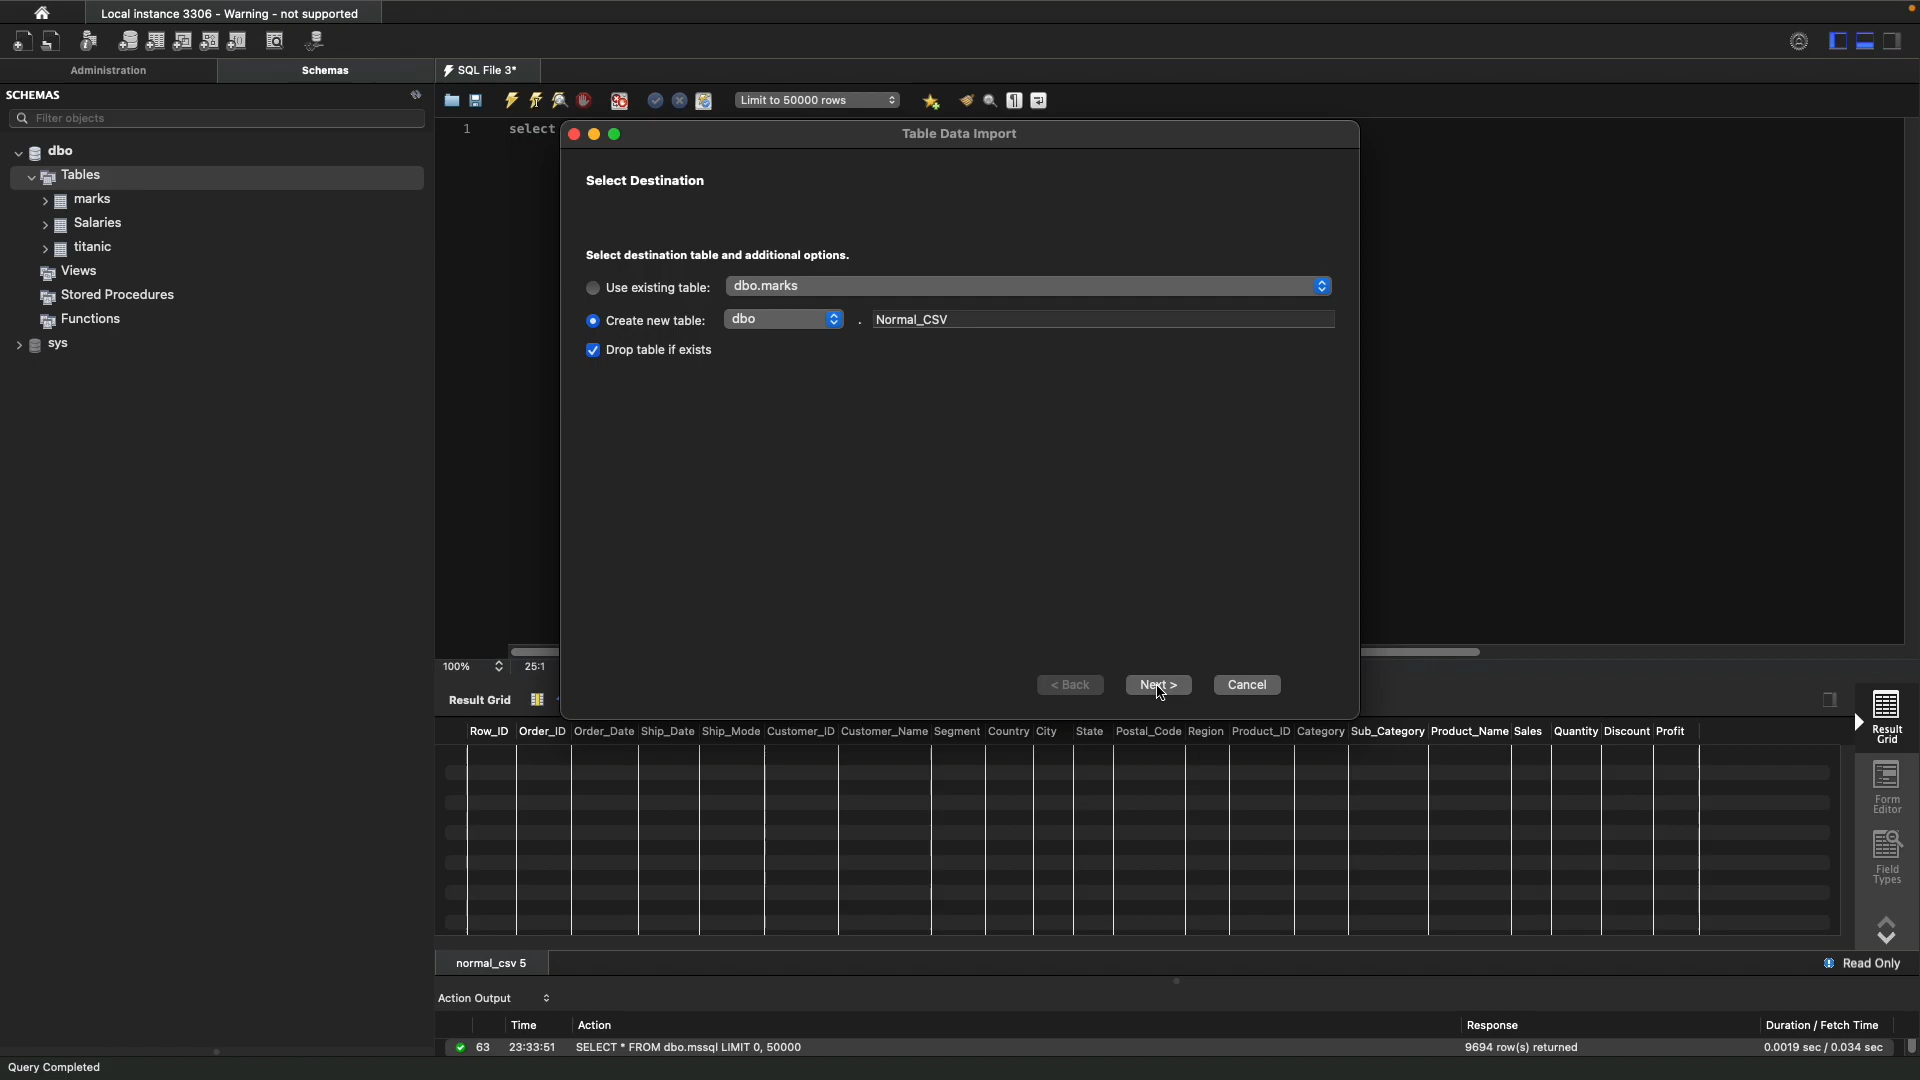 Local instance 3306 - Warning - not supported
Administration
Schemas
SQL File 3*
SCHEMAS
Filter objects
Limit to 50000 rows
dbo
Tables
marks
Salaries
titanic
Views
Stored Procedures
Functions
sys
1 select
Table Data Import
Select Destination
Select destination table and additional options.
Use existing table: dbo.marks
Create new table: dbo . Normal_CSV
Drop table if exists
< Back
Next >
Cancel
100% 25:1
Result Grid
Row_ID Order_ID Order_Date Ship_Date Ship_Mode Customer_ID Customer_Name Segment Country City State Postal_Code Region Product_ID Category Sub_Category Product_Name Sales Quantity Discount Profit
Result
Grid
Form
Editor
Field
Types
normal_csv 5
Read Only
Action Output
Time Action Response Duration / Fetch Time
63 23:33:51 SELECT * FROM dbo.mssql LIMIT 0, 50000 9694 row(s) returned 0.0019 sec / 0.034 sec
Query Completed